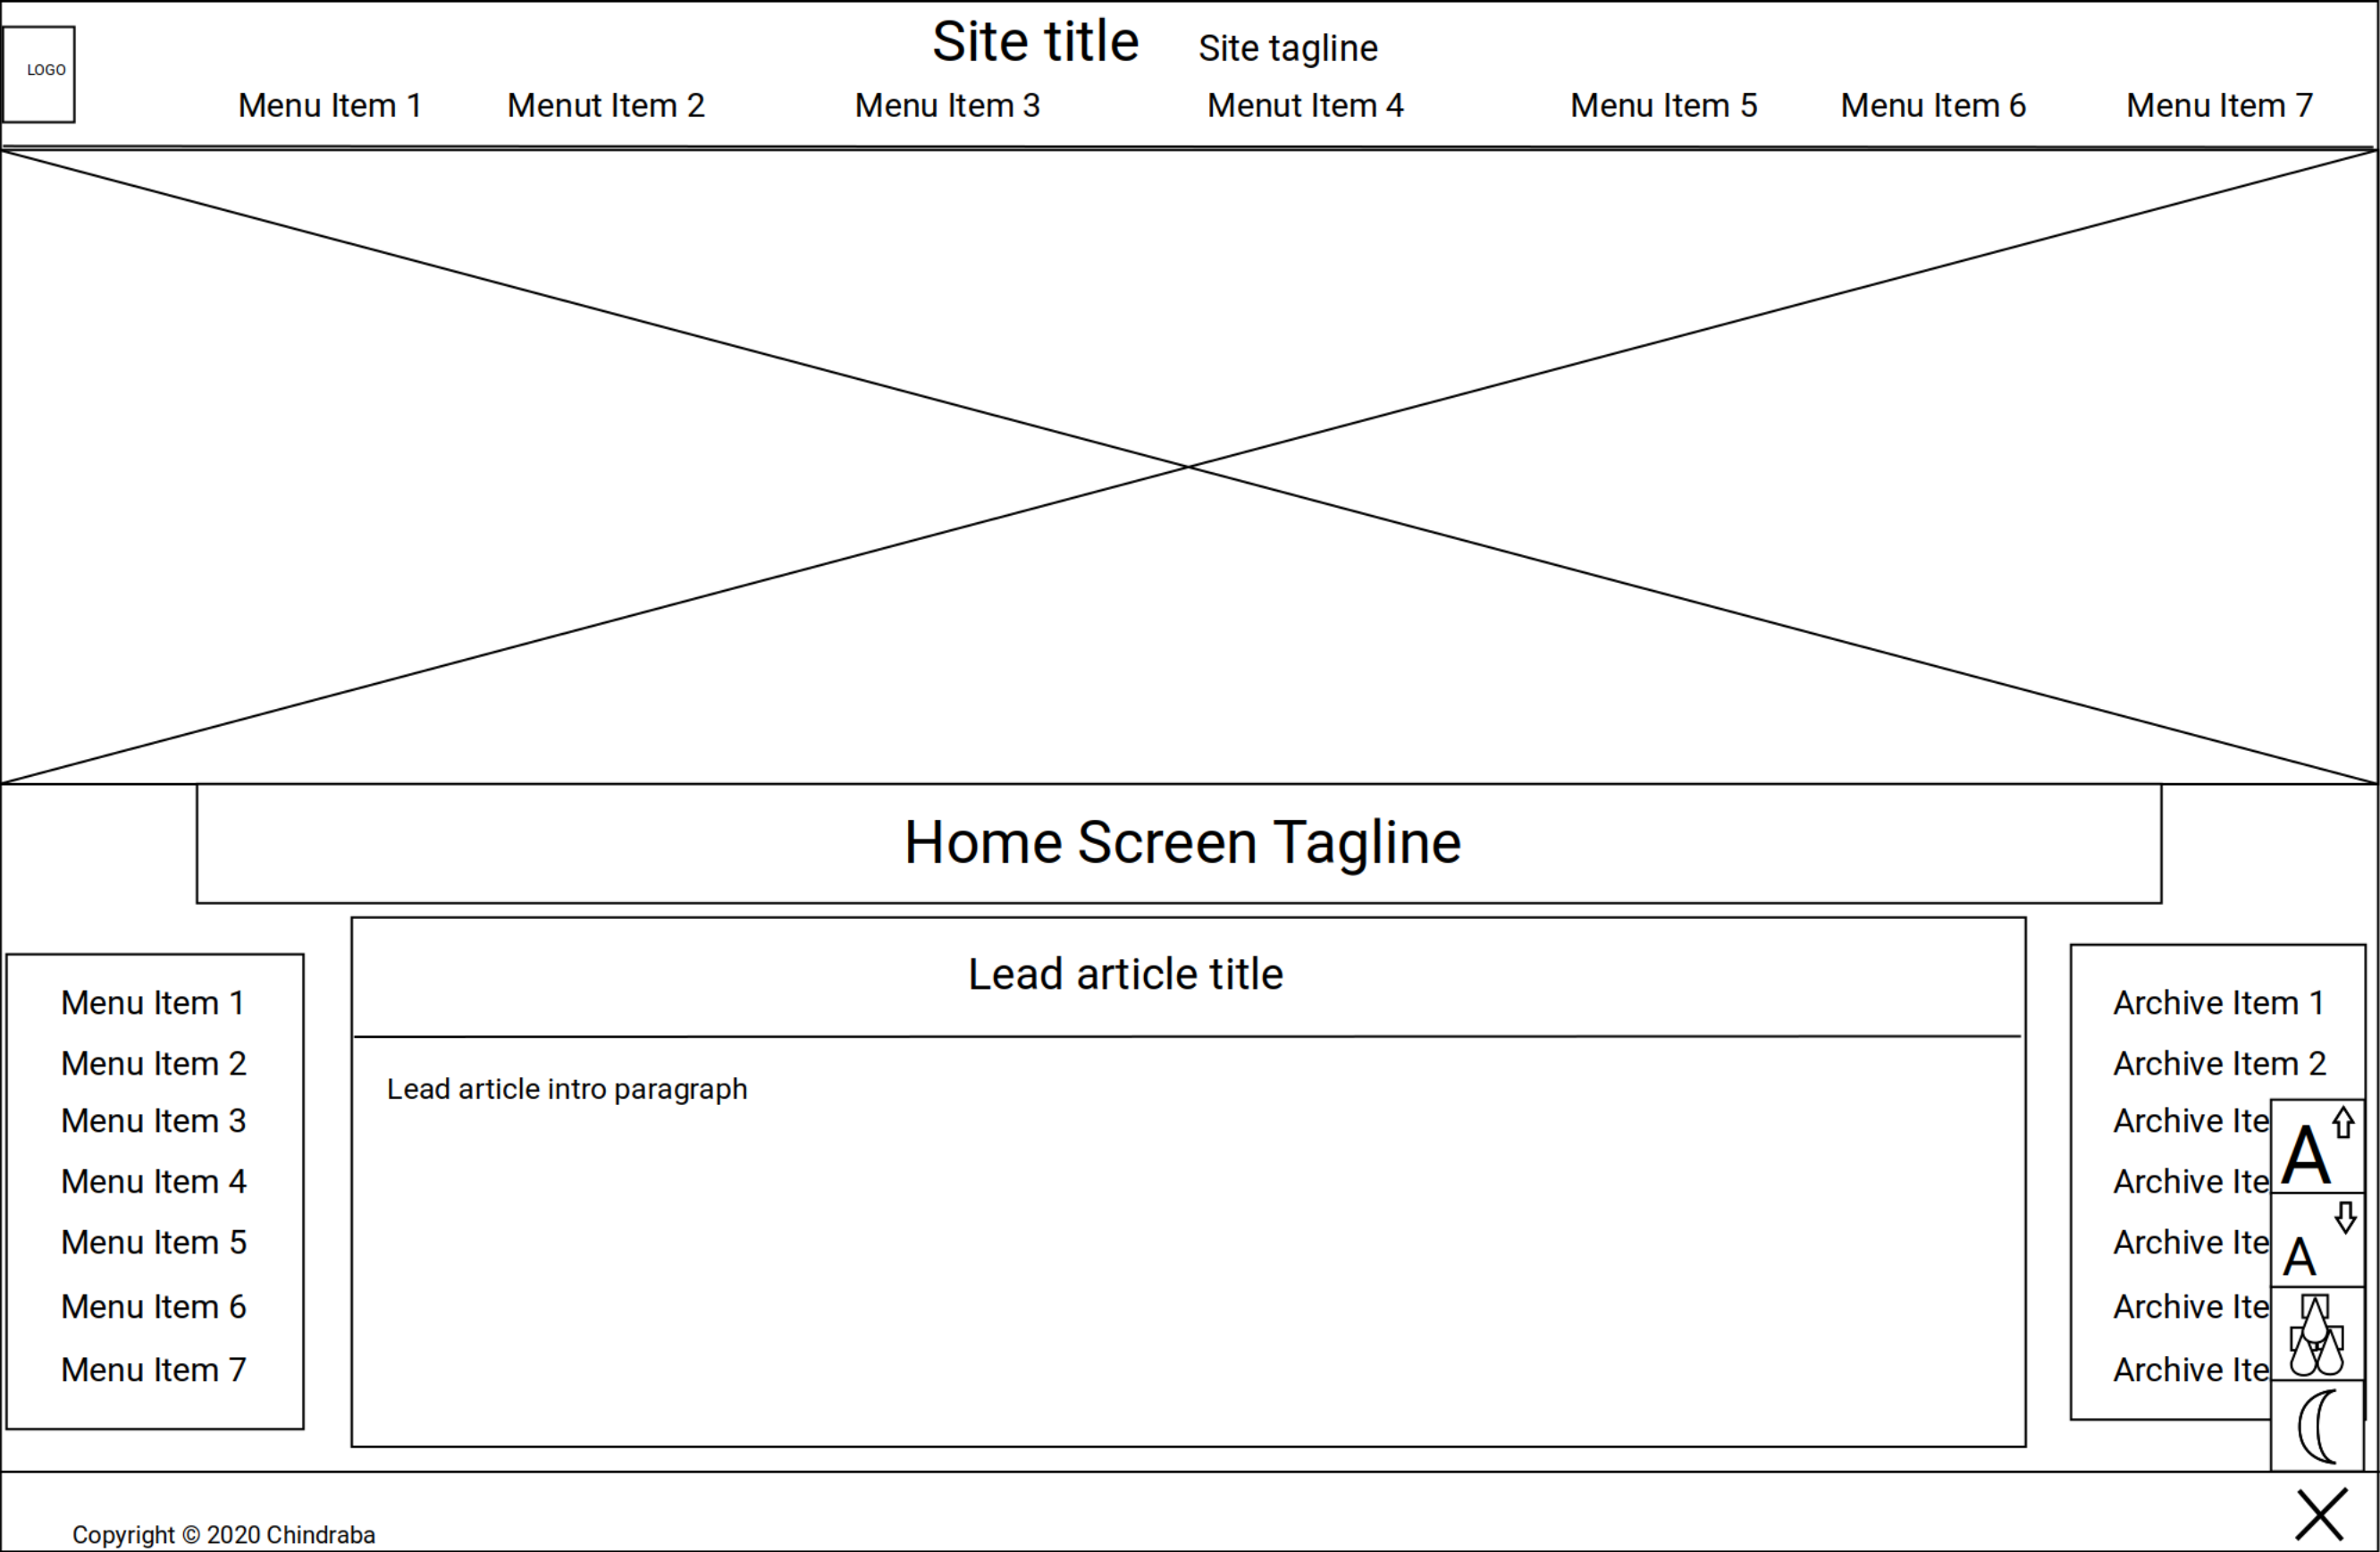 Site title Site tagline
LOGO
Menu Item 1 Menut Item 2 Menu Item 3 Menut Item 4 Menu Item 5 Menu Item 6 Menu Item 7
Home Screen Tagline
Lead article title
Lead article intro paragraph
Menu Item 1
Menu Item 2
Menu Item 3
Menu Item 4
Menu Item 5
Menu Item 6
Menu Item 7
Archive Item 1
Archive Item 2
Archive Ite
Archive Ite
Archive Ite
Archive Ite
Archive Ite
A
A
Copyright © 2020 Chindraba